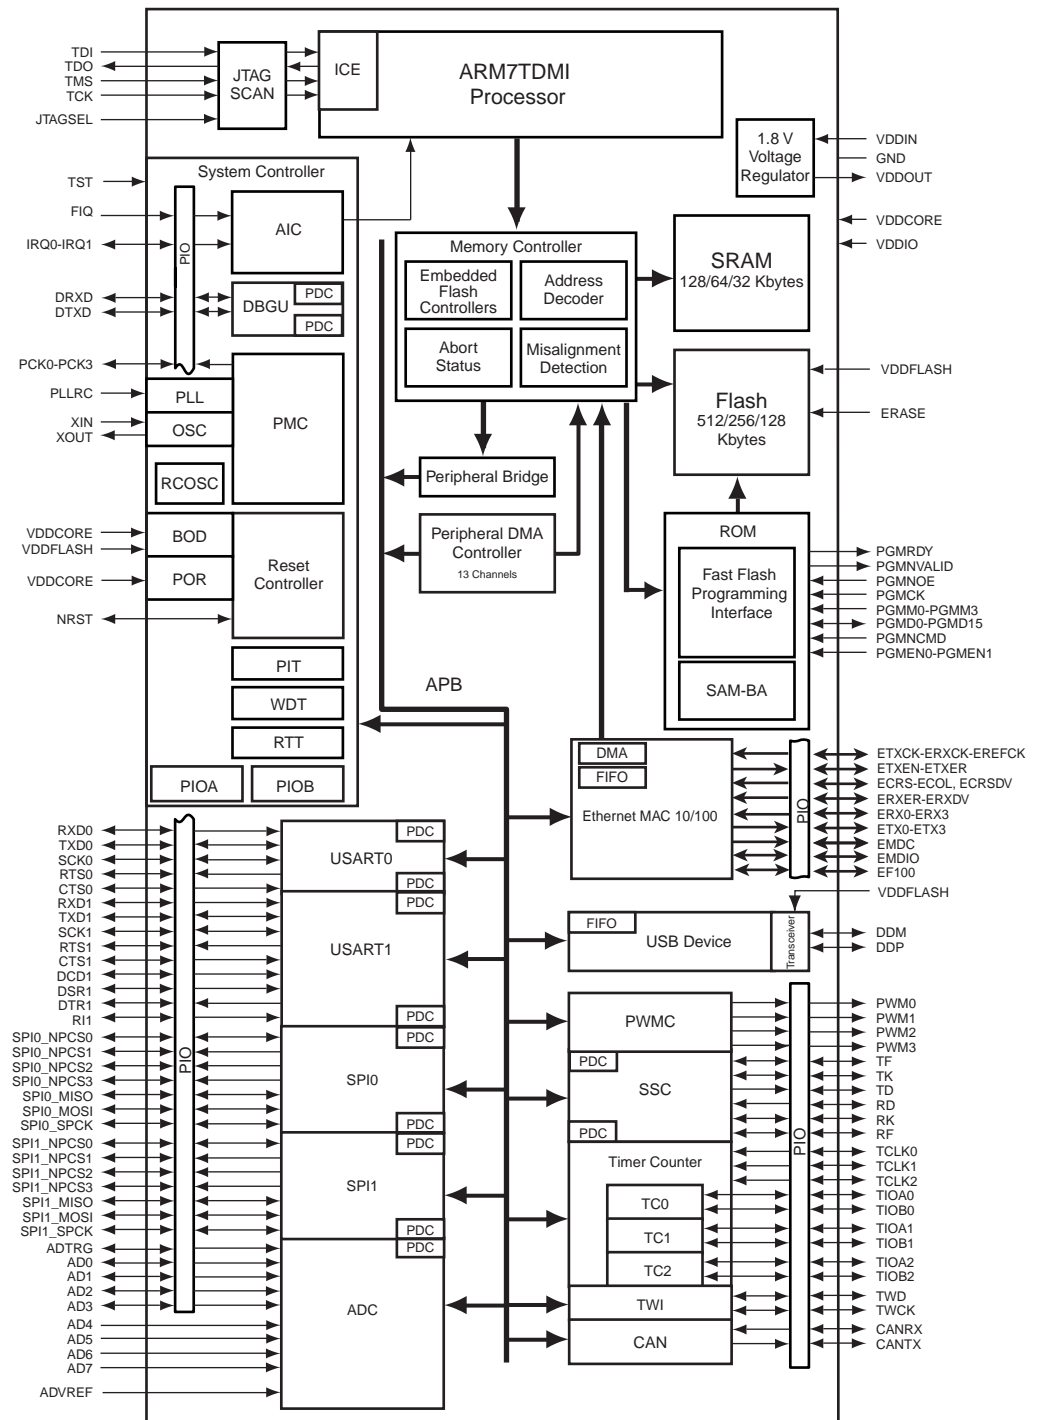 TDI
TDO
TMS
TCK
JTAGSEL
JTAG
SCAN
ICE
ARM7TDMI
Processor
1.8 V
Voltage
Regulator
VDDIN
GND
VDDOUT
VDDCORE
VDDIO
System Controller
TST
FIQ
IRQ0-IRQ1
PIO
AIC
DRXD
DTXD
DBGU
PDC
PDC
PCK0-PCK3
PLLRC
PLL
XIN
XOUT
OSC
PMC
RCOSC
VDDCORE
VDDFLASH
BOD
VDDCORE
POR
Reset
Controller
NRST
PIT
WDT
RTT
PIOA
PIOB
Memory Controller
Embedded
Flash
Controllers
Address
Decoder
Abort
Status
Misalignment
Detection
SRAM
128/64/32 Kbytes
Flash
512/256/128
Kbytes
VDDFLASH
ERASE
Peripheral Bridge
Peripheral DMA
Controller
13 Channels
APB
ROM
Fast Flash
Programming
Interface
SAM-BA
PGMRDY
PGMNVALID
PGMNOE
PGMCK
PGMM0-PGMM3
PGMD0-PGMD15
PGMNCMD
PGMEN0-PGMEN1
DMA
FIFO
Ethernet MAC 10/100
PIO
ETXCK-ERXCK-EREFCK
ETXEN-ETXER
ECRS-ECOL, ECRSDV
ERXER-ERXDV
ERX0-ERX3
ETX0-ETX3
EMDC
EMDIO
EF100
VDDFLASH
FIFO
USB Device
Transceiver
DDM
DDP
RXD0
TXD0
SCK0
RTS0
CTS0
RXD1
TXD1
SCK1
RTS1
CTS1
DCD1
DSR1
DTR1
RI1
SPI0_NPCS0
SPI0_NPCS1
SPI0_NPCS2
SPI0_NPCS3
SPI0_MISO
SPI0_MOSI
SPI0_SPCK
SPI1_NPCS0
SPI1_NPCS1
SPI1_NPCS2
SPI1_NPCS3
SPI1_MISO
SPI1_MOSI
SPI1_SPCK
ADTRG
AD0
AD1
AD2
AD3
AD4
AD5
AD6
AD7
ADVREF
PIO
PDC
USART0
PDC
PDC
USART1
PDC
PDC
SPI0
PDC
PDC
SPI1
PDC
PDC
ADC
PWMC
PDC
SSC
PDC
Timer Counter
TC0
TC1
TC2
TWI
CAN
PIO
PWM0
PWM1
PWM2
PWM3
TF
TK
TD
RD
RK
RF
TCLK0
TCLK1
TCLK2
TIOA0
TIOB0
TIOA1
TIOB1
TIOA2
TIOB2
TWD
TWCK
CANRX
CANTX